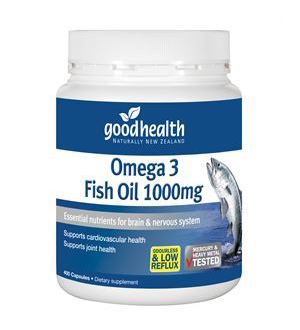 goodhealth
NATURALLY NEW ZEALAND
Omega 3
Fish Oil 1000mg
Essential nutrients for brain & nervous system
Supports cardiovascular health
Supports joint health
ODOURLESS
& LOW
REFLUX
MERCURY &
HEAVY METAL
TESTED
400 Capsules • Dietary supplement